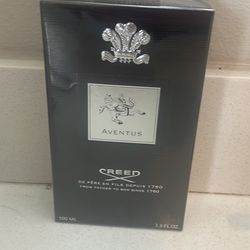 AVENTUS
CREED
DE PÈRE EN FILS DEPUIS 1760
FROM FATHER TO SON SINCE 1760
100 ML
3.3 FL.OZ.